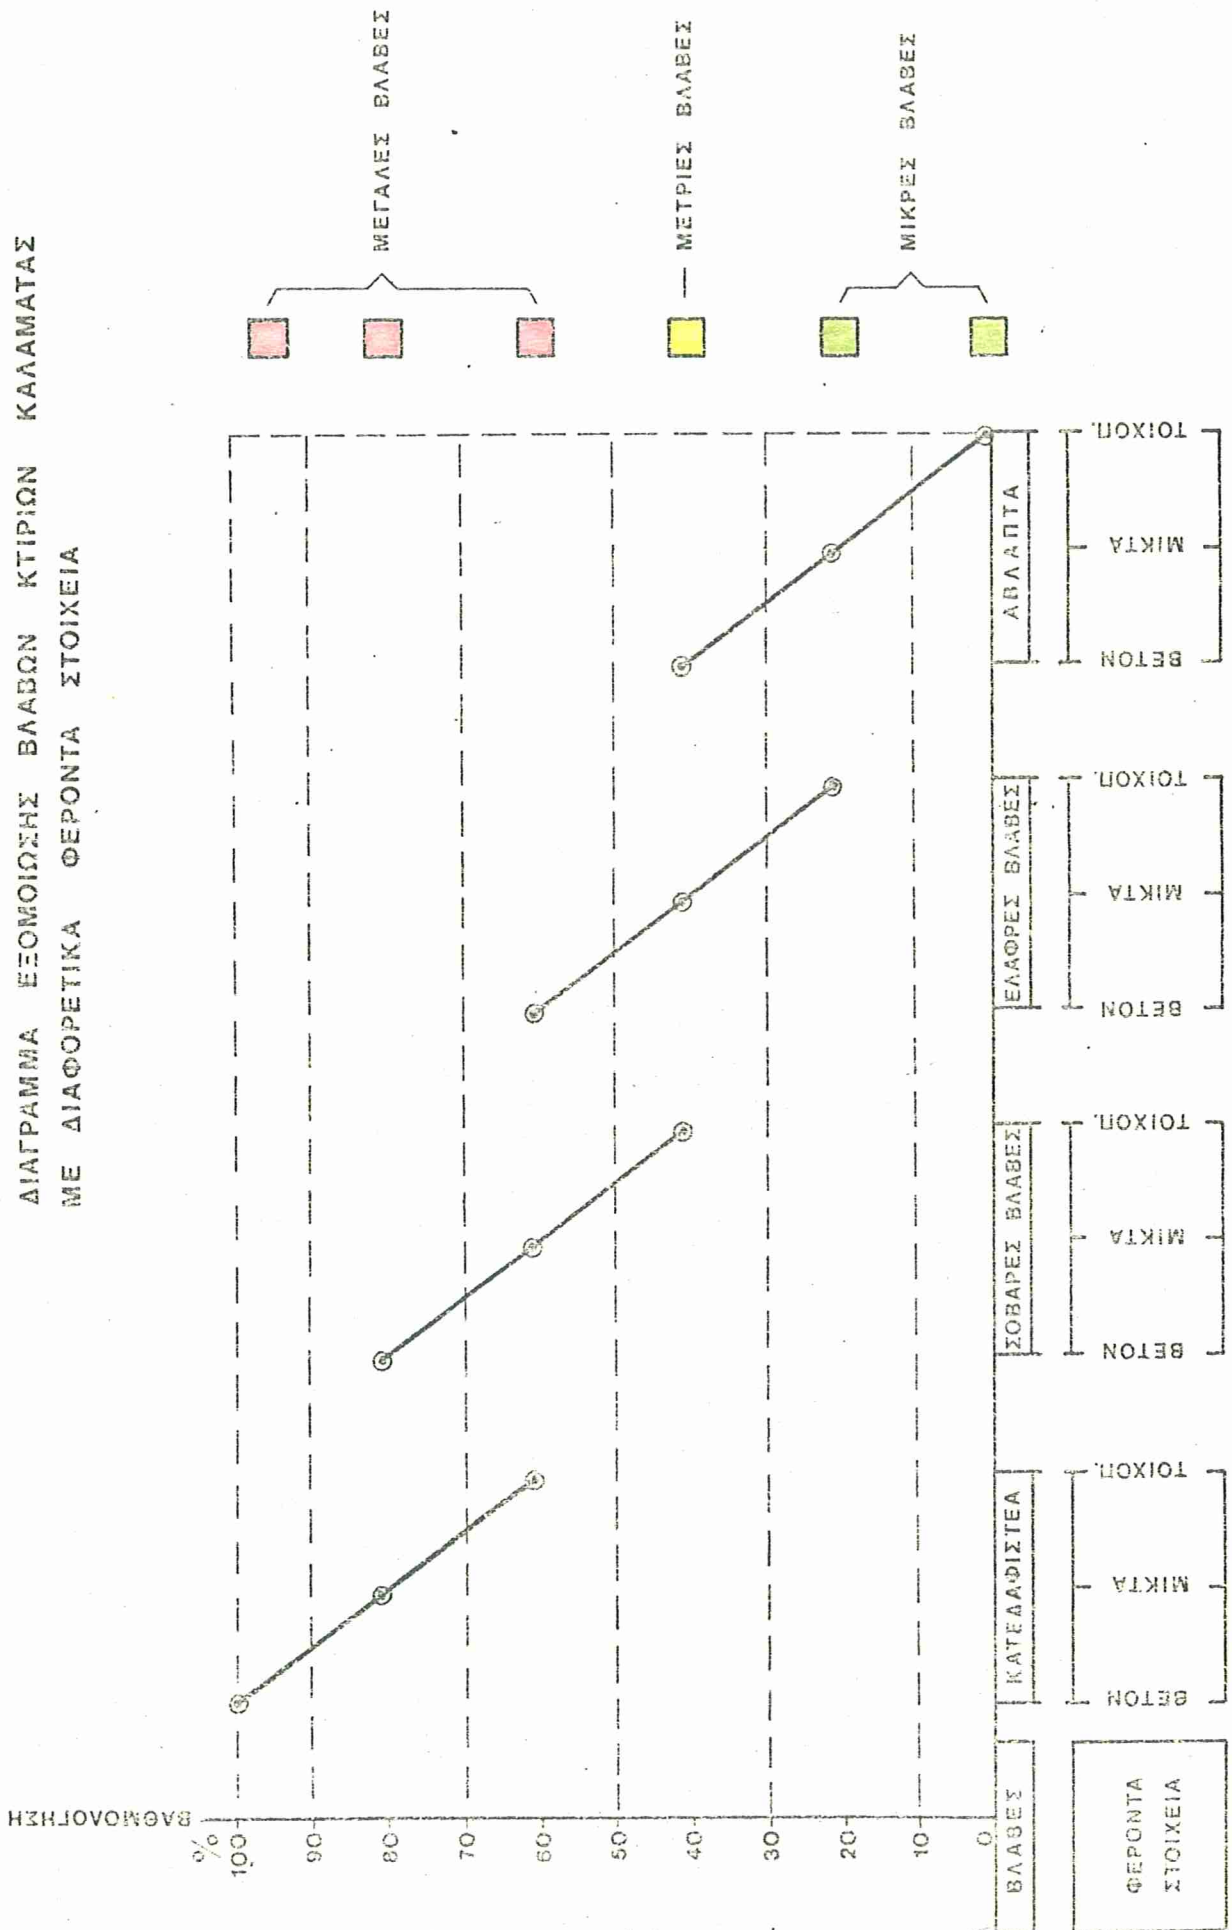 ΔΙΑΓΡΑΜΜΑ ΕΞΟΜΟΙΩΣΗΣ ΒΛΑΒΩΝ ΚΤΙΡΙΩΝ ΚΑΛΑΜΑΤΑΣ
ΜΕ ΔΙΑΦΟΡΕΤΙΚΑ ΦΕΡΟΝΤΑ ΣΤΟΙΧΕΙΑ
ΒΑΘΜΟΛΟΓΗΣΗ
%
100
90
80
70
60
50
40
30
20
10
0
ΜΕΓΑΛΕΣ ΒΛΑΒΕΣ
ΜΕΤΡΙΕΣ ΒΛΑΒΕΣ
ΜΙΚΡΕΣ ΒΛΑΒΕΣ
ΒΛΑΒΕΣ
ΚΑΤΕΔΑΦΙΣΤΕΑ
ΣΟΒΑΡΕΣ ΒΛΑΒΕΣ
ΕΛΑΦΡΕΣ ΒΛΑΒΕΣ
ΑΒΛΑΠΤΑ
ΦΕΡΟΝΤΑ
ΣΤΟΙΧΕΙΑ
ΒΕΤΟΝ
ΜΙΚΤΑ
ΤΟΙΧΟΠ.
ΒΕΤΟΝ
ΜΙΚΤΑ
ΤΟΙΧΟΠ.
ΒΕΤΟΝ
ΜΙΚΤΑ
ΤΟΙΧΟΠ.
ΒΕΤΟΝ
ΜΙΚΤΑ
ΤΟΙΧΟΠ.